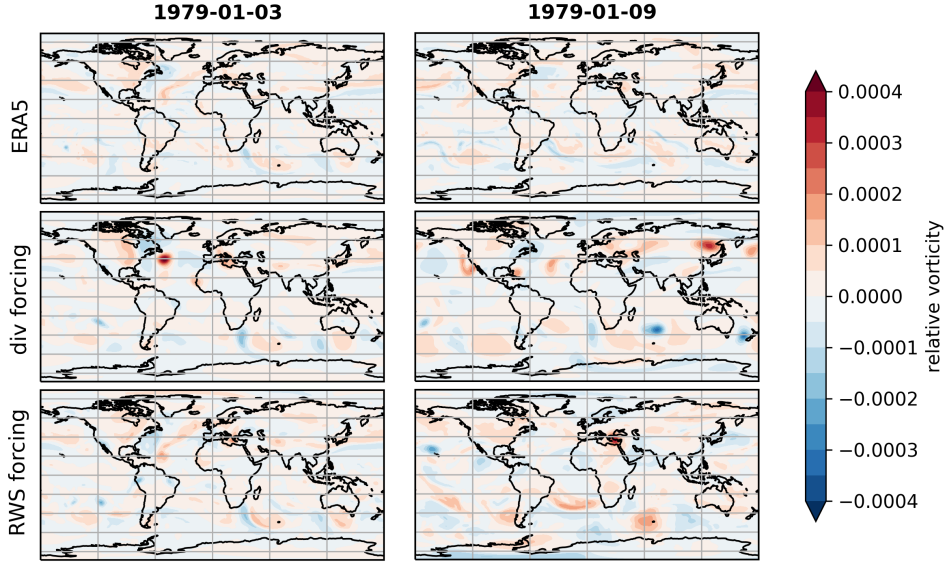 1979-01-03 1979-01-09
ERA5
div forcing
RWS forcing
0.0004
0.0003
0.0002
0.0001
0.0000
−0.0001
−0.0002
−0.0003
−0.0004
relative vorticity